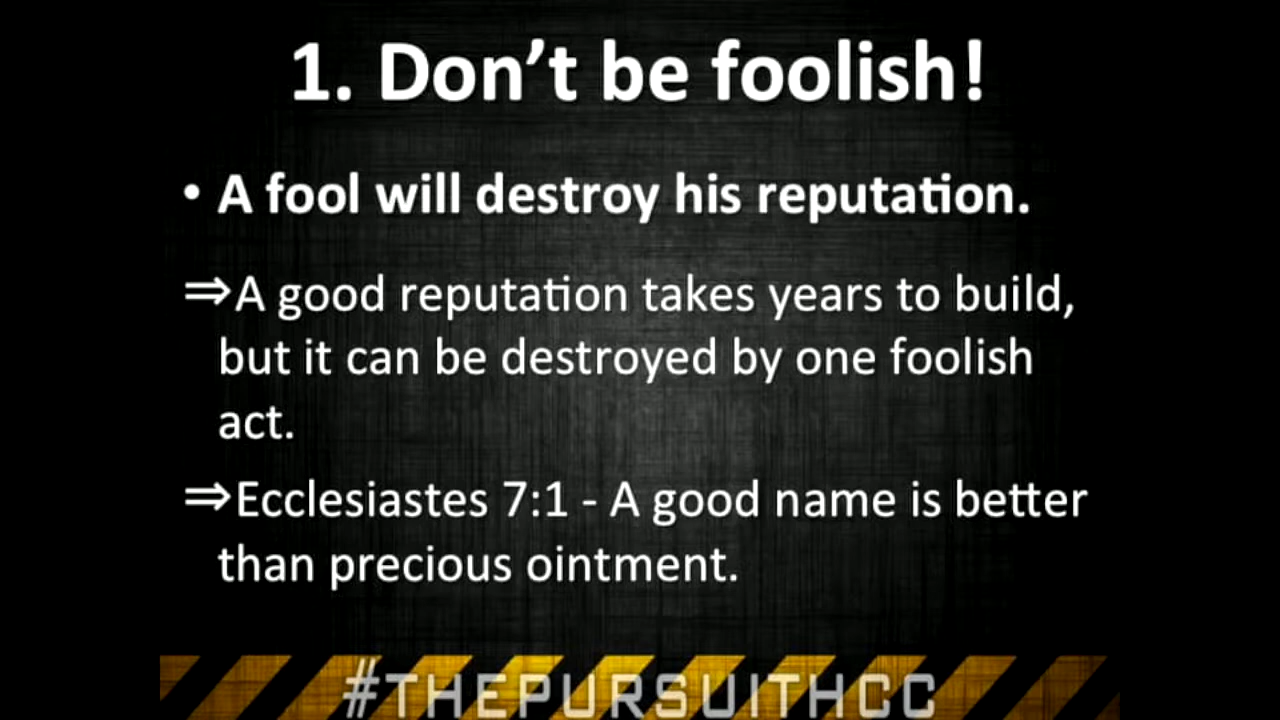 1. Don’t be foolish!
• A fool will destroy his reputation.
⇒A good reputation takes years to build,
but it can be destroyed by one foolish
act.
⇒Ecclesiastes 7:1 - A good name is better
than precious ointment.
#THEPURSUITHCC